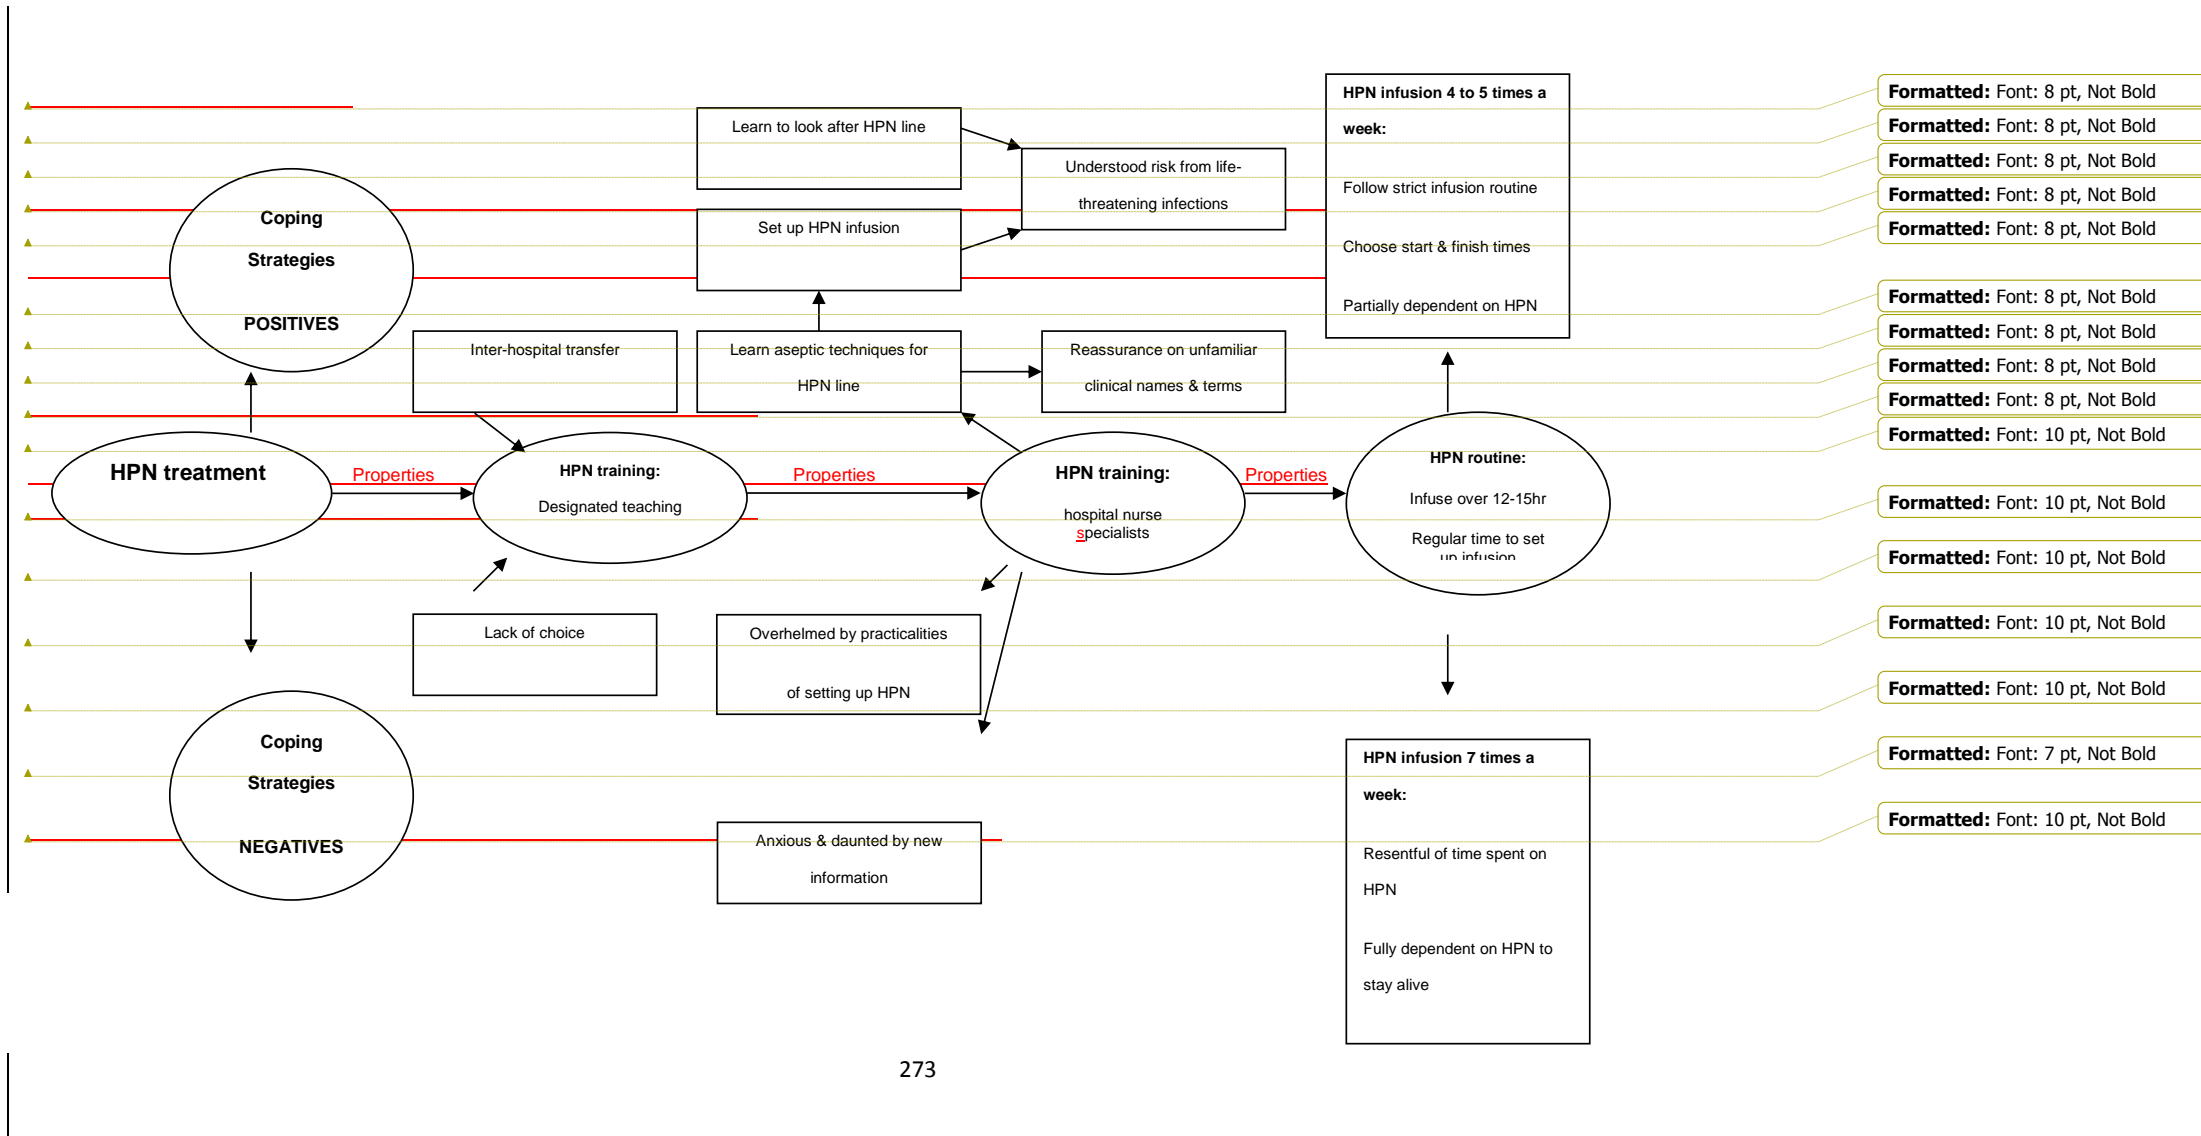 HPN infusion 4 to 5 times a
week:
Follow strict infusion routine
Choose start & finish times
Partially dependent on HPN
Learn to look after HPN line
Understood risk from life-
threatening infections
Set up HPN infusion
Coping
Strategies
POSITIVES
Inter-hospital transfer
Learn aseptic techniques for
HPN line
Reassurance on unfamiliar
clinical names & terms
HPN treatment
Properties
HPN training:
Designated teaching
Properties
HPN training:
hospital nurse
specialists
Properties
HPN routine:
Infuse over 12-15hr
Regular time to set
up infusion
Lack of choice
Overhelmed by practicalities
of setting up HPN
Coping
Strategies
NEGATIVES
Anxious & daunted by new
information
HPN infusion 7 times a
week:
Resentful of time spent on
HPN
Fully dependent on HPN to
stay alive
Formatted: Font: 8 pt, Not Bold
Formatted: Font: 8 pt, Not Bold
Formatted: Font: 8 pt, Not Bold
Formatted: Font: 8 pt, Not Bold
Formatted: Font: 8 pt, Not Bold
Formatted: Font: 8 pt, Not Bold
Formatted: Font: 8 pt, Not Bold
Formatted: Font: 8 pt, Not Bold
Formatted: Font: 8 pt, Not Bold
Formatted: Font: 10 pt, Not Bold
Formatted: Font: 10 pt, Not Bold
Formatted: Font: 10 pt, Not Bold
Formatted: Font: 10 pt, Not Bold
Formatted: Font: 10 pt, Not Bold
Formatted: Font: 7 pt, Not Bold
Formatted: Font: 10 pt, Not Bold
273